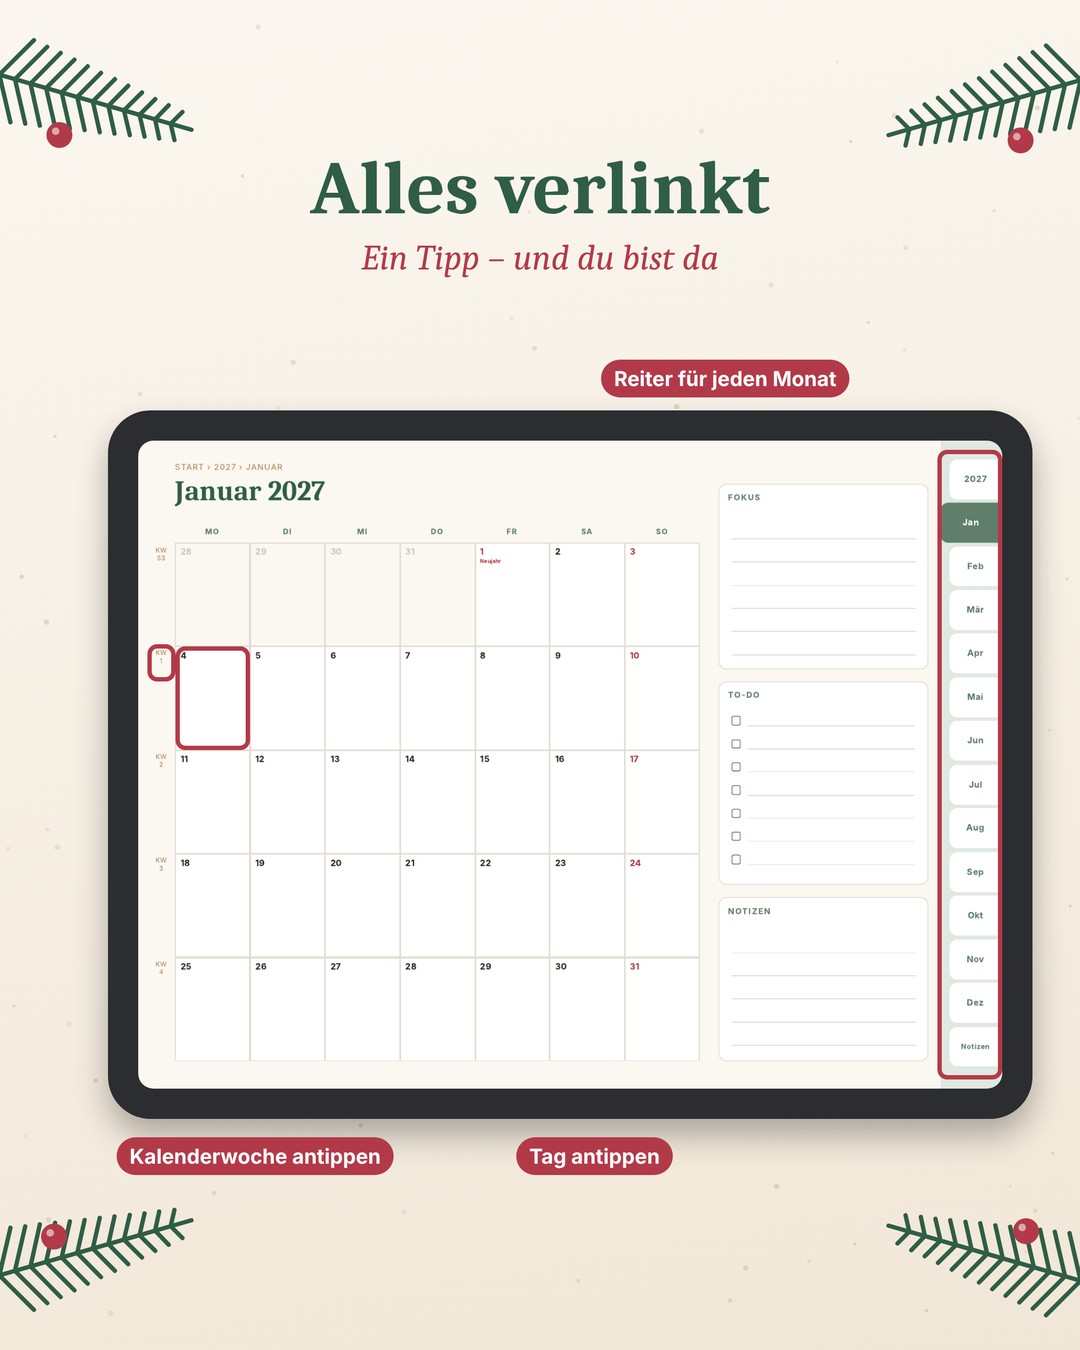 Alles verlinkt
Ein Tipp – und du bist da
Reiter für jeden Monat
START › 2027 › JANUAR
Januar 2027
MO DI MI DO FR SA SO
KW 53
28 29 30 31 1 2 3
Neujahr
KW 1
4 5 6 7 8 9 10
KW 2
11 12 13 14 15 16 17
KW 3
18 19 20 21 22 23 24
KW 4
25 26 27 28 29 30 31
FOKUS
TO-DO
NOTIZEN
2027
Jan
Feb
Mär
Apr
Mai
Jun
Jul
Aug
Sep
Okt
Nov
Dez
Notizen
Kalenderwoche antippen
Tag antippen